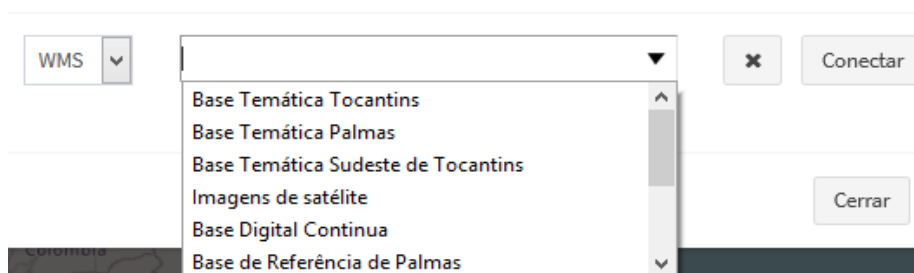 WMS
Conectar
Base Temática Tocantins
Base Temática Palmas
Base Temática Sudeste de Tocantins
Imagens de satélite
Base Digital Continua
Base de Referência de Palmas
Cerrar
Colombia